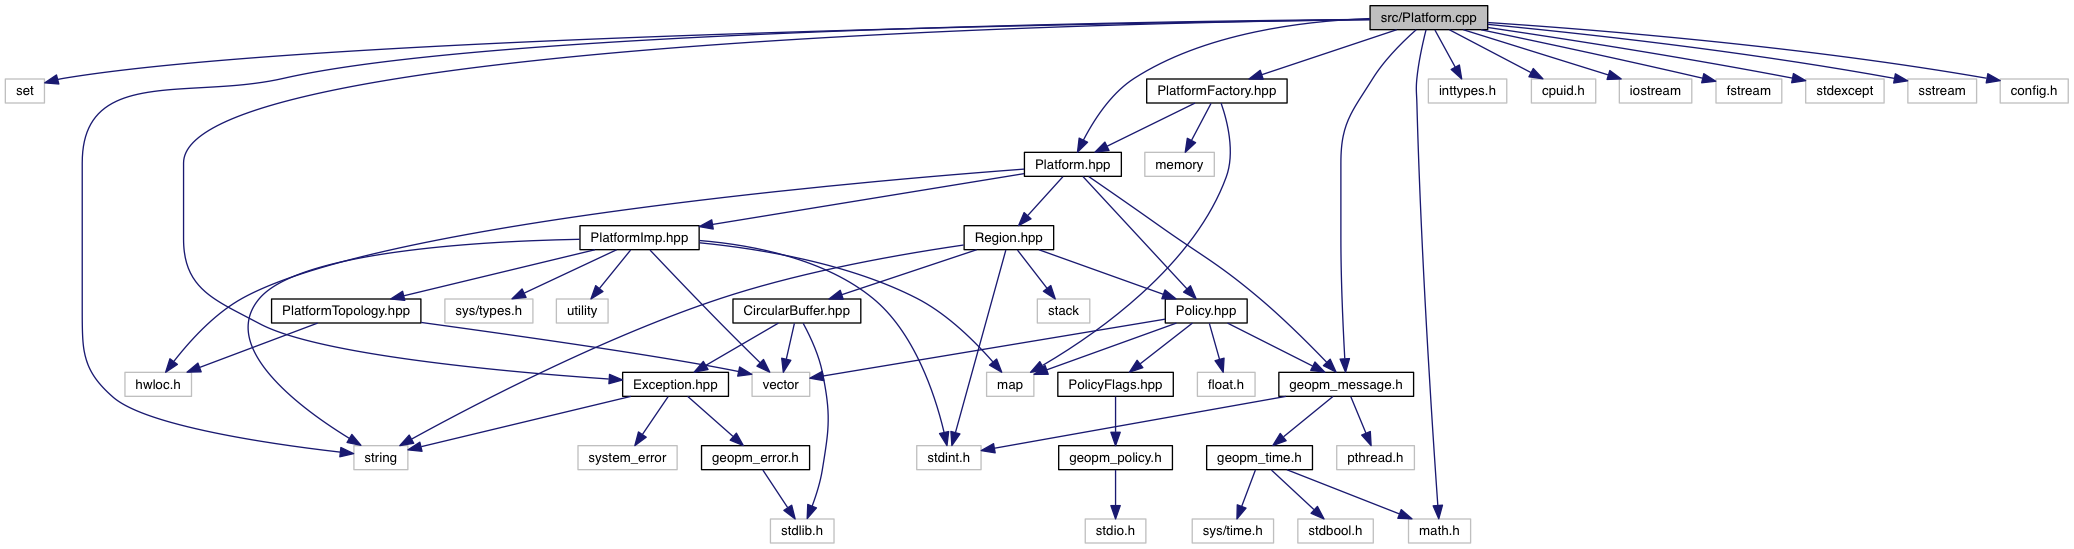 src/Platform.cpp
set
PlatformFactory.hpp
inttypes.h
cpuid.h
iostream
fstream
stdexcept
sstream
config.h
Platform.hpp
memory
PlatformImp.hpp
Region.hpp
PlatformTopology.hpp
sys/types.h
utility
CircularBuffer.hpp
stack
Policy.hpp
hwloc.h
Exception.hpp
vector
map
PolicyFlags.hpp
float.h
geopm_message.h
string
system_error
geopm_error.h
stdint.h
geopm_policy.h
geopm_time.h
pthread.h
stdlib.h
stdio.h
sys/time.h
stdbool.h
math.h